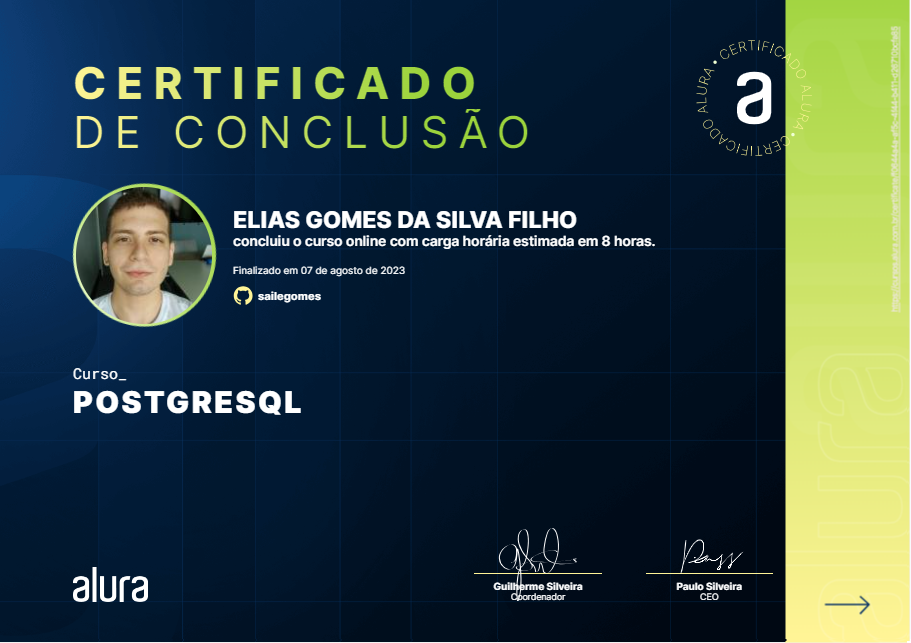 CERTIFICADO
DE CONCLUSÃO
CERTIFICADO ALURA • CERTIFICADO ALURA •
a
ELIAS GOMES DA SILVA FILHO
concluiu o curso online com carga horária estimada em 8 horas.
Finalizado em 07 de agosto de 2023
sailegomes
Curso_
POSTGRESQL
alura
Guilherme Silveira
Coordenador
Paulo Silveira
CEO
alura